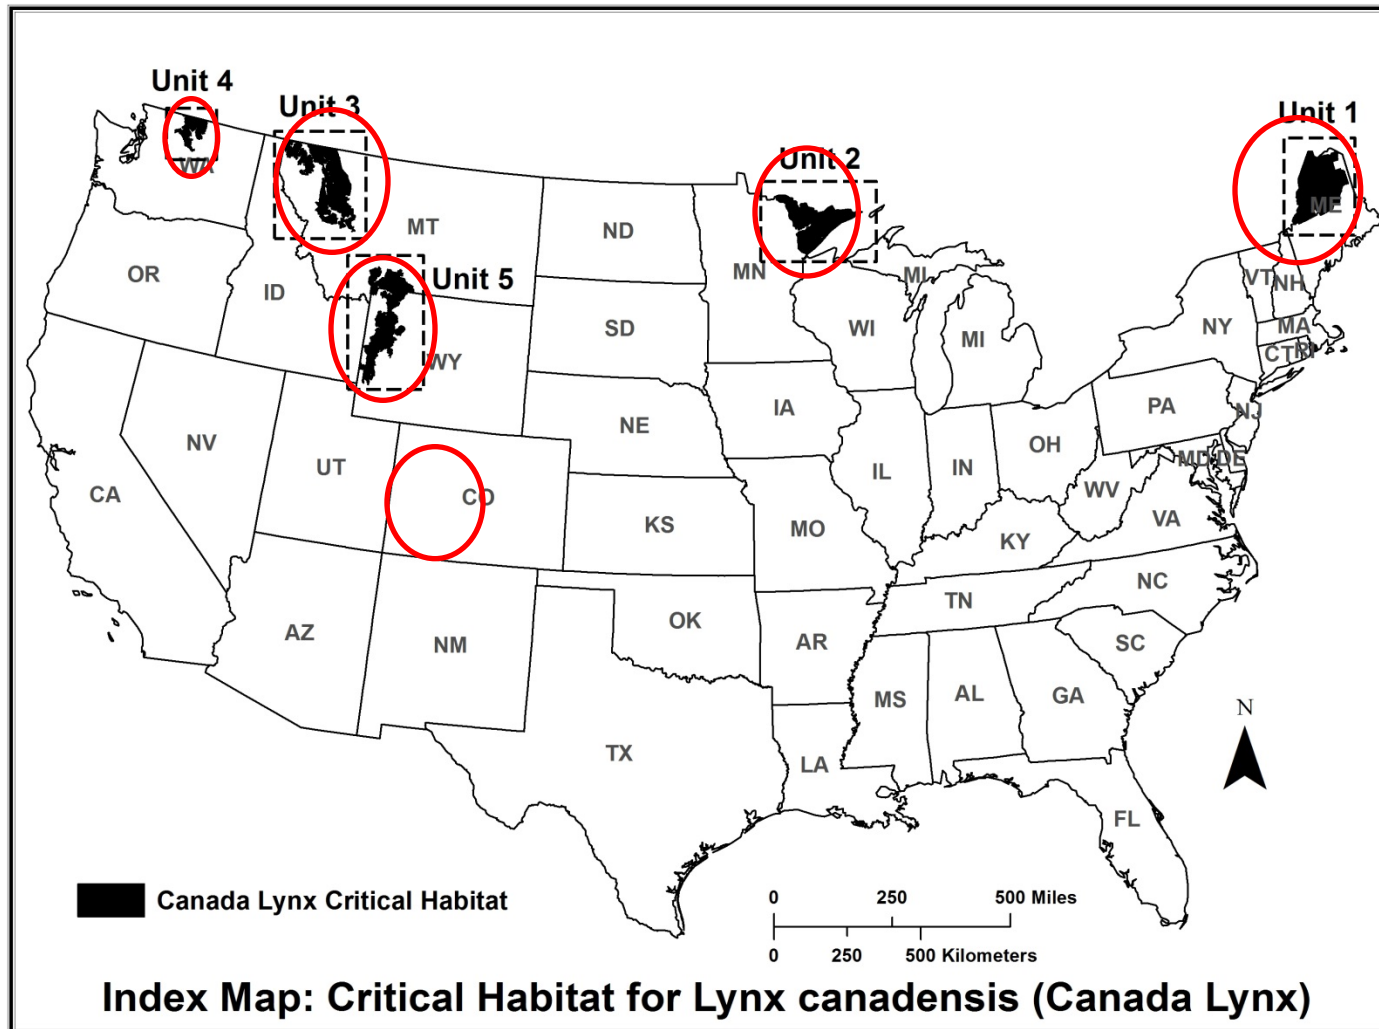 Unit 4
Unit 3
Unit 1
Unit 2
WA
ME
MT
ND
OR
ID
Unit 5
MN
MI
VT
NH
SD
WI
MI
NY
MA
CT
RI
WY
IA
PA
NJ
NE
NV
UT
CO
IL
IN
OH
MD
DE
WV
CA
KS
MO
KY
VA
NC
TN
AZ
NM
OK
AR
SC
MS
AL
GA
N
TX
LA
FL
Canada Lynx Critical Habitat
0 250 500 Miles
0 250 500 Kilometers
Index Map: Critical Habitat for Lynx canadensis (Canada Lynx)